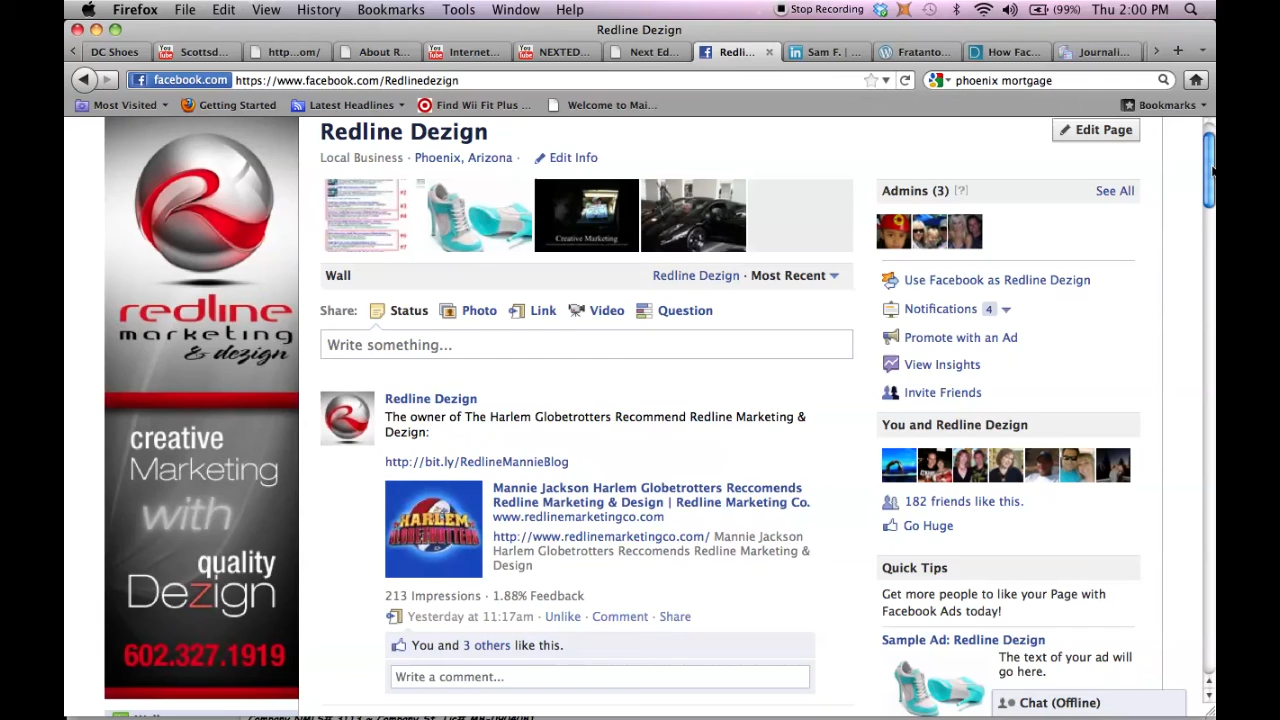 Firefox File Edit View History Bookmarks Tools Window Help Stop Recording (99%) Thu 2:00 PM
Redline Dezign
DC Shoes Scottsd... http...om/ About R... Internet... NEXTED... Next Ed... Redli... Sam F. | ... Fratanto... How Fac... Journali...
facebook.com https://www.facebook.com/Redlinedezign phoenix mortgage
Most Visited Getting Started Latest Headlines Find Wii Fit Plus ... Welcome to Mai... Bookmarks
redline
marketing
& dezign
creative
Marketing
with
quality
Dezign
602.327.1919
Redline Dezign
Edit Page
Local Business · Phoenix, Arizona · Edit Info
Creative Marketing
Wall Redline Dezign · Most Recent
Share: Status Photo Link Video Question
Write something...
Redline Dezign
The owner of The Harlem Globetrotters Recommend Redline Marketing &
Dezign:
http://bit.ly/RedlineMannieBlog
HARLEM
GLOBETROTTERS
Mannie Jackson Harlem Globetrotters Reccomends
Redline Marketing & Design | Redline Marketing Co.
www.redlinemarketingco.com
http://www.redlinemarketingco.com/ Mannie Jackson
Harlem Globetrotters Reccomends Redline Marketing &
Design
213 Impressions · 1.88% Feedback
Yesterday at 11:17am · Unlike · Comment · Share
You and 3 others like this.
Write a comment...
Admins (3) [?] See All
Use Facebook as Redline Dezign
Notifications 4
Promote with an Ad
View Insights
Invite Friends
You and Redline Dezign
182 friends like this.
Go Huge
Quick Tips
Get more people to like your Page with
Facebook Ads today!
Sample Ad: Redline Dezign
The text of your ad will
go here.
Chat (Offline)